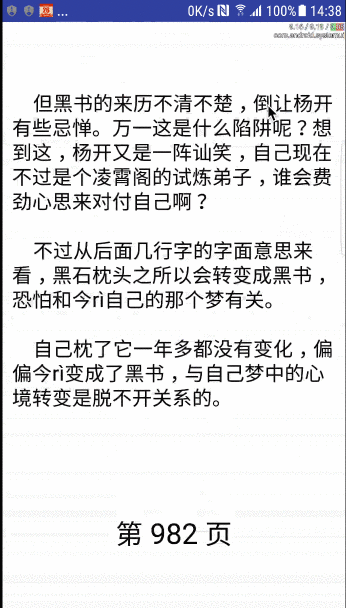 0K/s 100% 14:38
com.android.systemui
但黑书的来历不清不楚，倒让杨开
有些忌惮。万一这是什么陷阱呢？想
到这，杨开又是一阵讪笑，自己现在
不过是个凌霄阁的试炼弟子，谁会费
劲心思来对付自己啊？
不过从后面几行字的字面意思来
看，黑石枕头之所以会转变成黑书，
恐怕和今rì自己的那个梦有关。
自己枕了它一年多都没有变化，偏
偏今rì变成了黑书，与自己梦中的心
境转变是脱不开关系的。
第 982 页